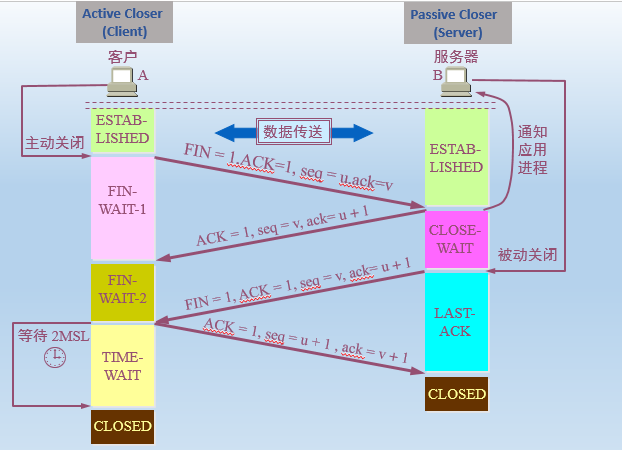 Active Closer
(Client)
Passive Closer
(Server)
客户
A
服务器
B
ESTAB-
LISHED
数据传送
主动关闭
FIN = 1.ACK=1, seq = u.ack=v
ESTAB-
LISHED
通知
应用
进程
FIN-
WAIT-1
ACK = 1, seq = v, ack= u + 1
CLOSE-
WAIT
被动关闭
FIN-
WAIT-2
FIN = 1, ACK = 1, seq = v, ack= u + 1
LAST-
ACK
等待 2MSL
ACK = 1, seq = u + 1 , ack = v + 1
TIME-
WAIT
CLOSED
CLOSED